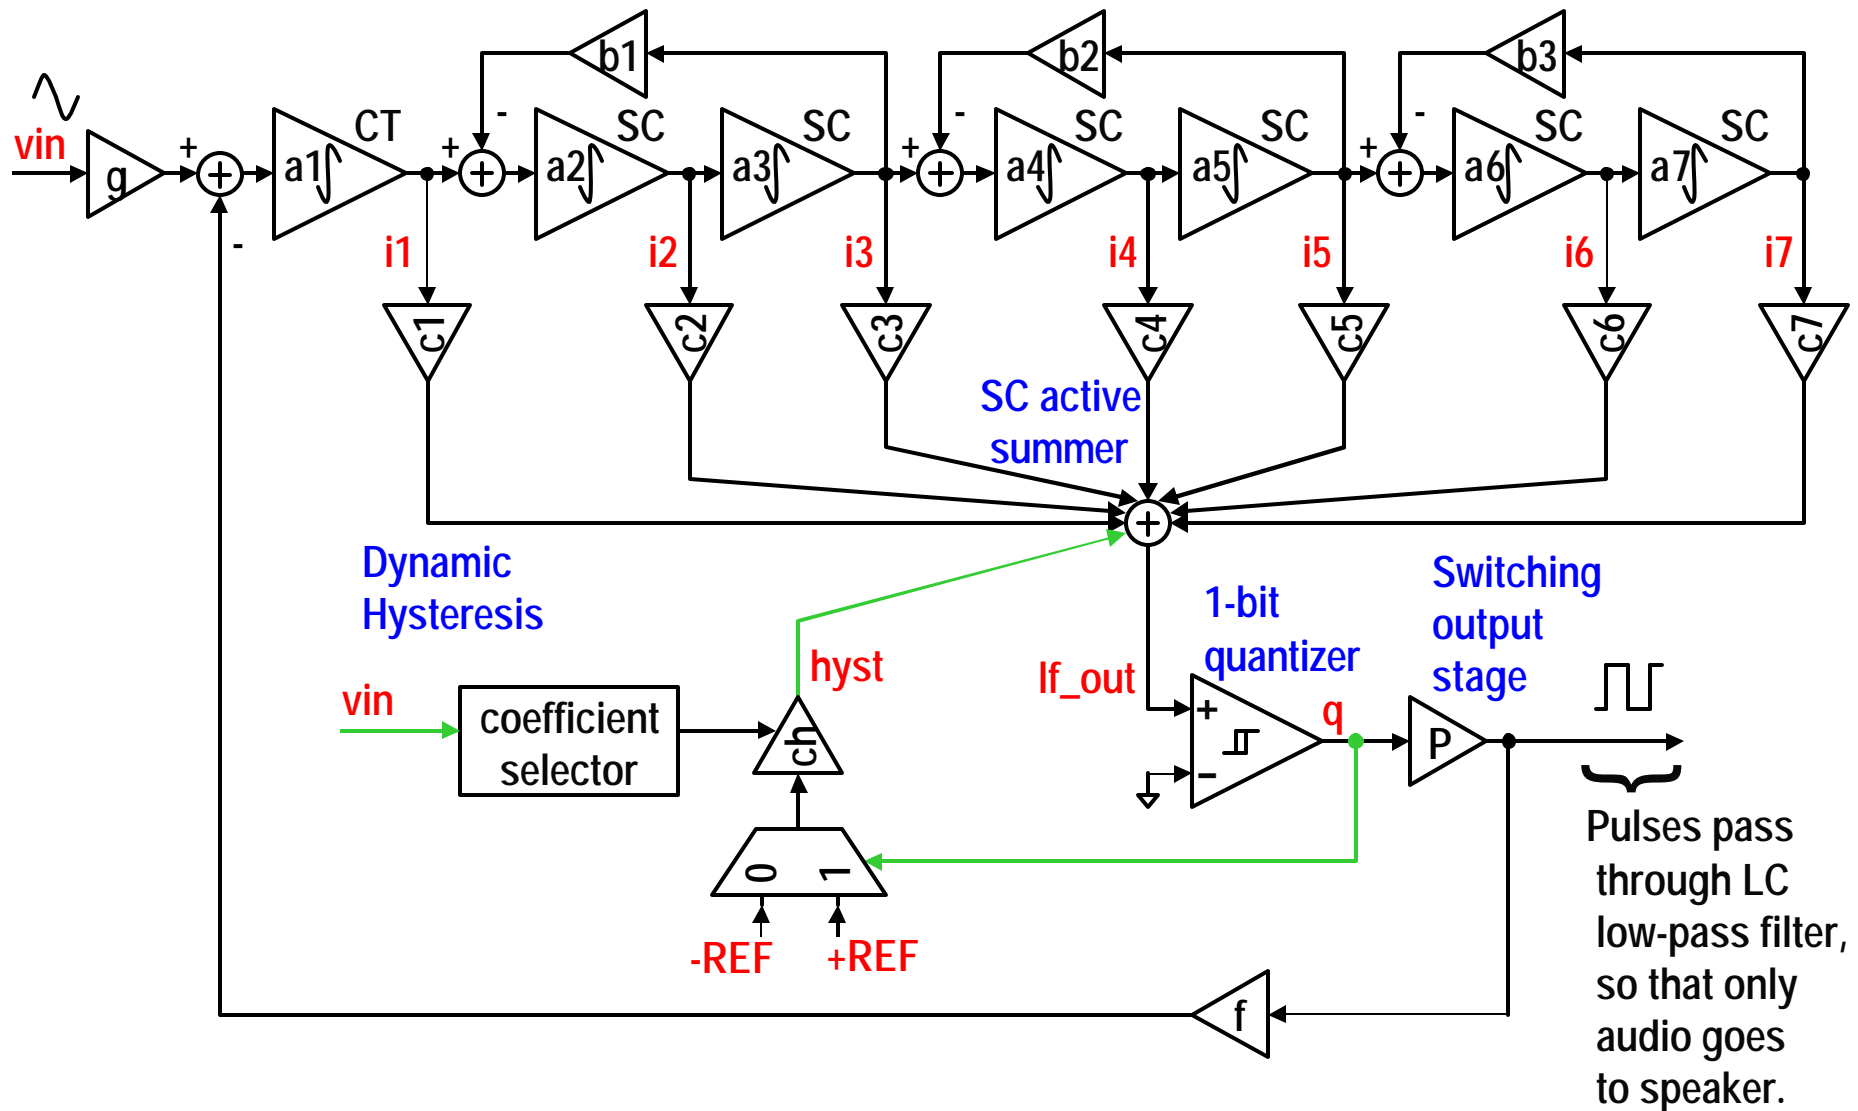 b1
b2
b3
-
-
-
CT
SC
SC
SC
SC
SC
SC
vin
g
+
+
a1∫
+
+
a2∫
a3∫
+
+
a4∫
a5∫
+
+
a6∫
a7∫
-
i1
i2
i3
i4
i5
i6
i7
c1
c2
c3
c4
c5
c6
c7
SC active
summer
+
Dynamic
Hysteresis
1-bit
quantizer
Switching
output
stage
hyst
lf_out
vin
coefficient
selector
ch
+
−
q
P
0
1
-REF
+REF
f
Pulses pass
through LC
low-pass filter,
so that only
audio goes
to speaker.